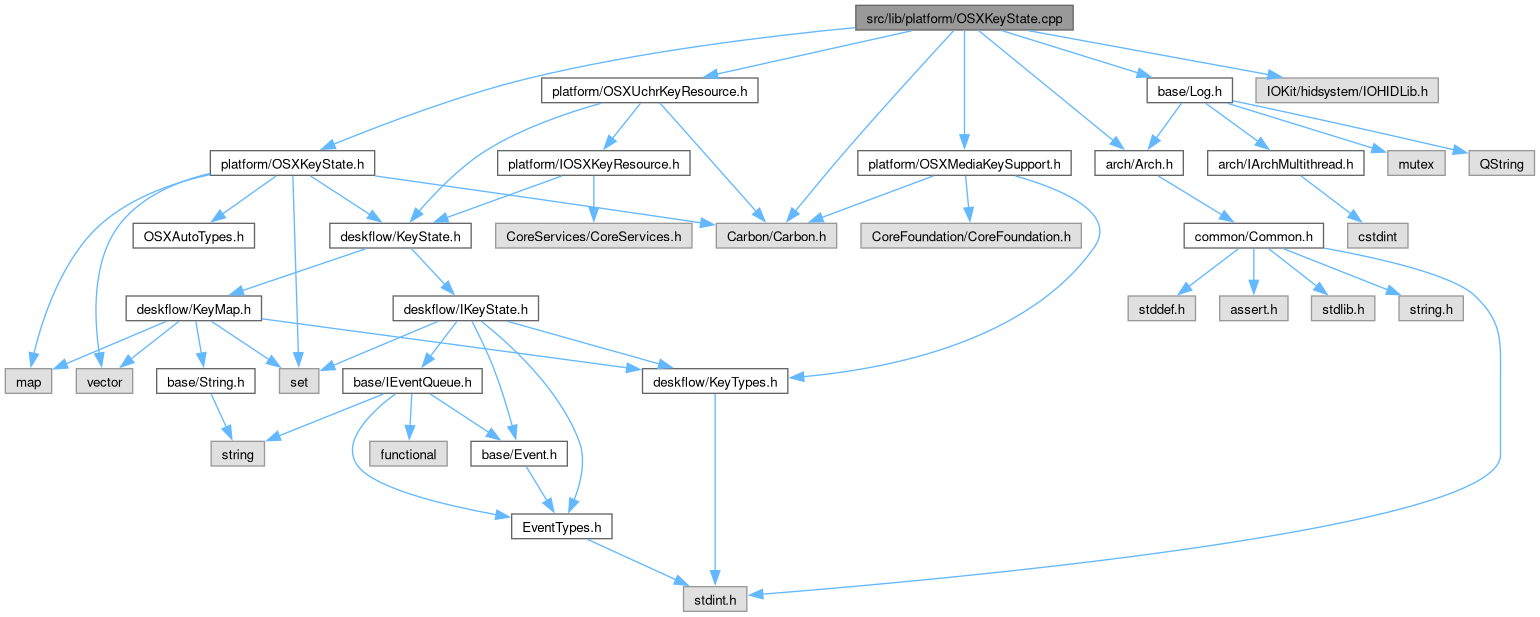 src/lib/platform/OSXKeyState.cpp
platform/OSXUchrKeyResource.h
base/Log.h
IOKit/hidsystem/IOHIDLib.h
platform/OSXKeyState.h
platform/IOSXKeyResource.h
platform/OSXMediaKeySupport.h
arch/Arch.h
arch/IArchMultithread.h
mutex
QString
OSXAutoTypes.h
deskflow/KeyState.h
CoreServices/CoreServices.h
Carbon/Carbon.h
CoreFoundation/CoreFoundation.h
common/Common.h
cstdint
deskflow/KeyMap.h
deskflow/IKeyState.h
stddef.h
assert.h
stdlib.h
string.h
map
vector
base/String.h
set
base/IEventQueue.h
deskflow/KeyTypes.h
string
functional
base/Event.h
EventTypes.h
stdint.h